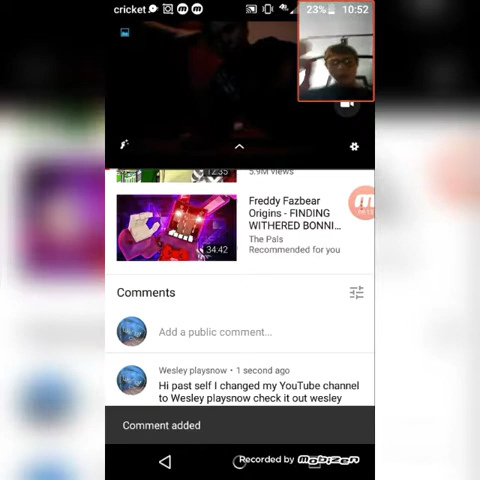 cricket 23% 10:52
12:35
5.9M views
Freddy Fazbear
Origins - FINDING
WITHERED BONNI...
The Pals
Recommended for you
34:42
Comments
Add a public comment...
Wesley playsnow • 1 second ago
Hi past self I changed my YouTube channel
to Wesley playsnow check it out wesley
Comment added
Recorded by mobizen